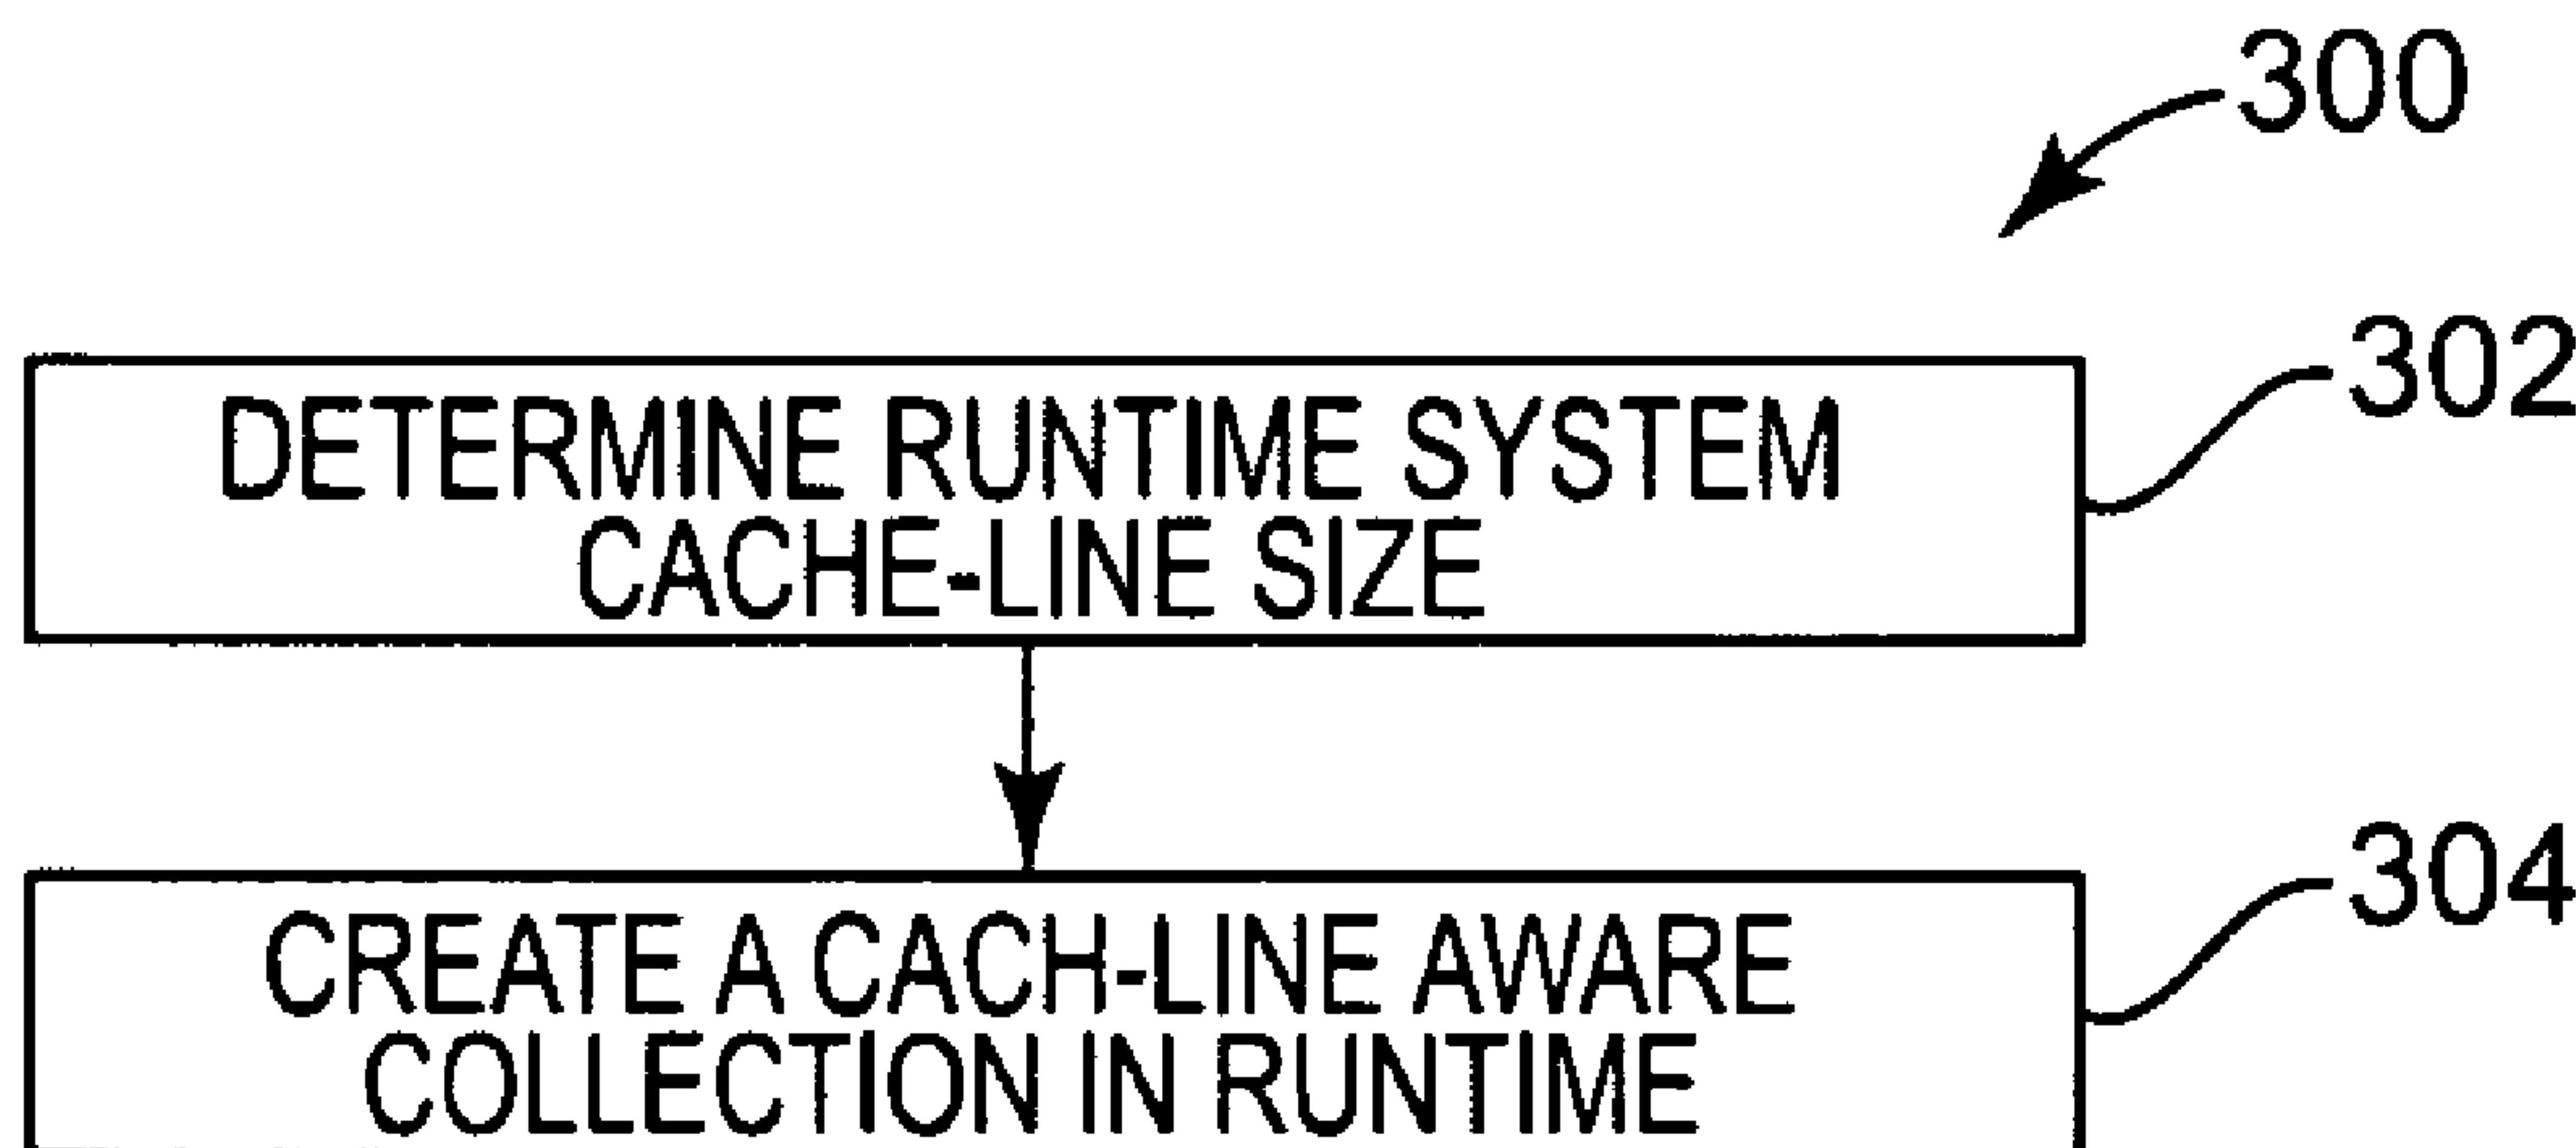 300
302
DETERMINE RUNTIME SYSTEM
CACHE-LINE SIZE
304
CREATE A CACH-LINE AWARE
COLLECTION IN RUNTIME